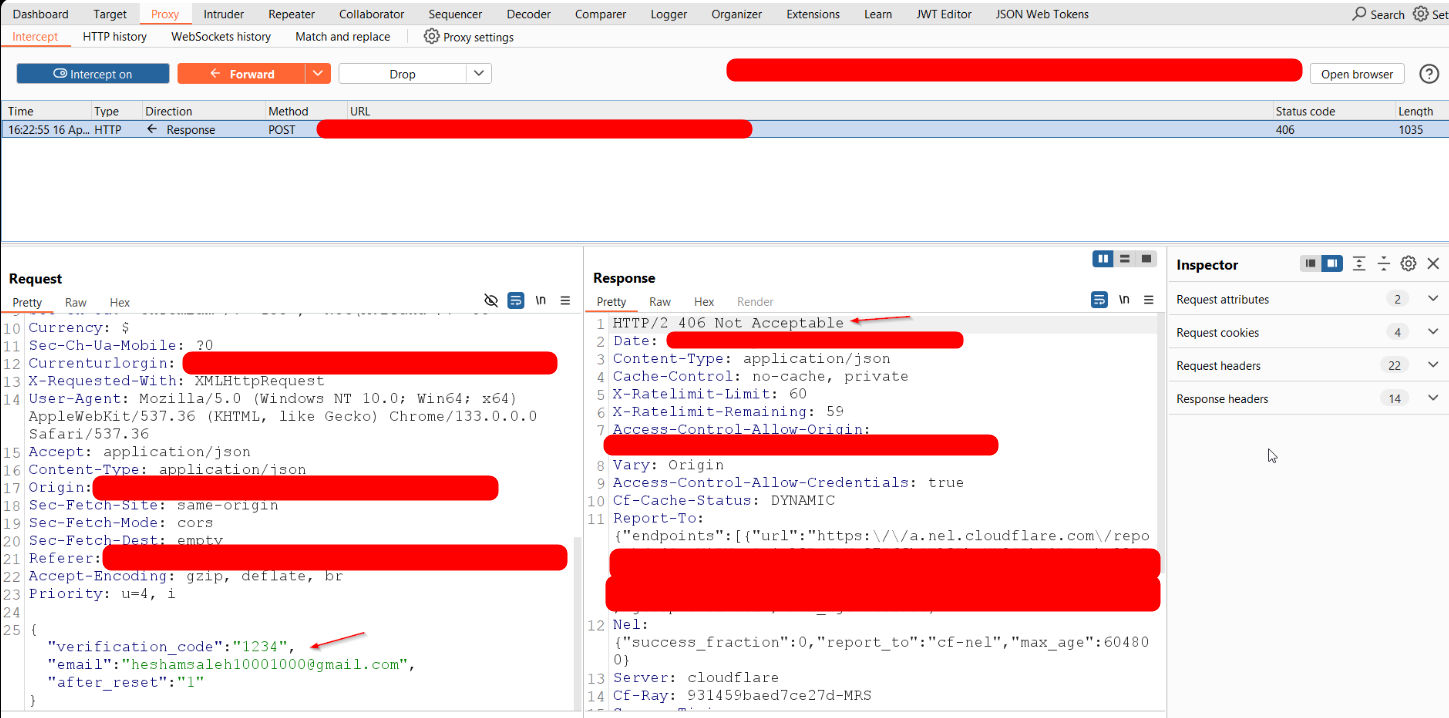 Dashboard Target Proxy Intruder Repeater Collaborator Sequencer Decoder Comparer Logger Organizer Extensions Learn JWT Editor JSON Web Tokens Search Set
Intercept HTTP history WebSockets history Match and replace Proxy settings
Intercept on Forward Drop Open browser ?
Time Type Direction Method URL Status code Length
16:22:55 16 Ap... HTTP Response POST 406 1035
Request
Pretty Raw Hex \n
10 Currency: $
11 Sec-Ch-Ua-Mobile: ?0
12 Currenturlorgin:
13 X-Requested-With: XMLHttpRequest
14 User-Agent: Mozilla/5.0 (Windows NT 10.0; Win64; x64)
AppleWebKit/537.36 (KHTML, like Gecko) Chrome/133.0.0.0
Safari/537.36
15 Accept: application/json
16 Content-Type: application/json
17 Origin:
18 Sec-Fetch-Site: same-origin
19 Sec-Fetch-Mode: cors
20 Sec-Fetch-Dest: empty
21 Referer:
22 Accept-Encoding: gzip, deflate, br
23 Priority: u=4, i
24
25 {
"verification_code":"1234",
"email":"heshamsaleh10001000@gmail.com",
"after_reset":"1"
}
Response
Pretty Raw Hex Render \n
1 HTTP/2 406 Not Acceptable
2 Date:
3 Content-Type: application/json
4 Cache-Control: no-cache, private
5 X-Ratelimit-Limit: 60
6 X-Ratelimit-Remaining: 59
7 Access-Control-Allow-Origin:
8 Vary: Origin
9 Access-Control-Allow-Credentials: true
10 Cf-Cache-Status: DYNAMIC
11 Report-To:
{"endpoints":[{"url":"https:\/\/a.nel.cloudflare.com\/repo
12 Nel:
{"success_fraction":0,"report_to":"cf-nel","max_age":60480
0}
13 Server: cloudflare
14 Cf-Ray: 931459baed7ce27d-MRS
Inspector
Request attributes 2
Request cookies 4
Request headers 22
Response headers 14